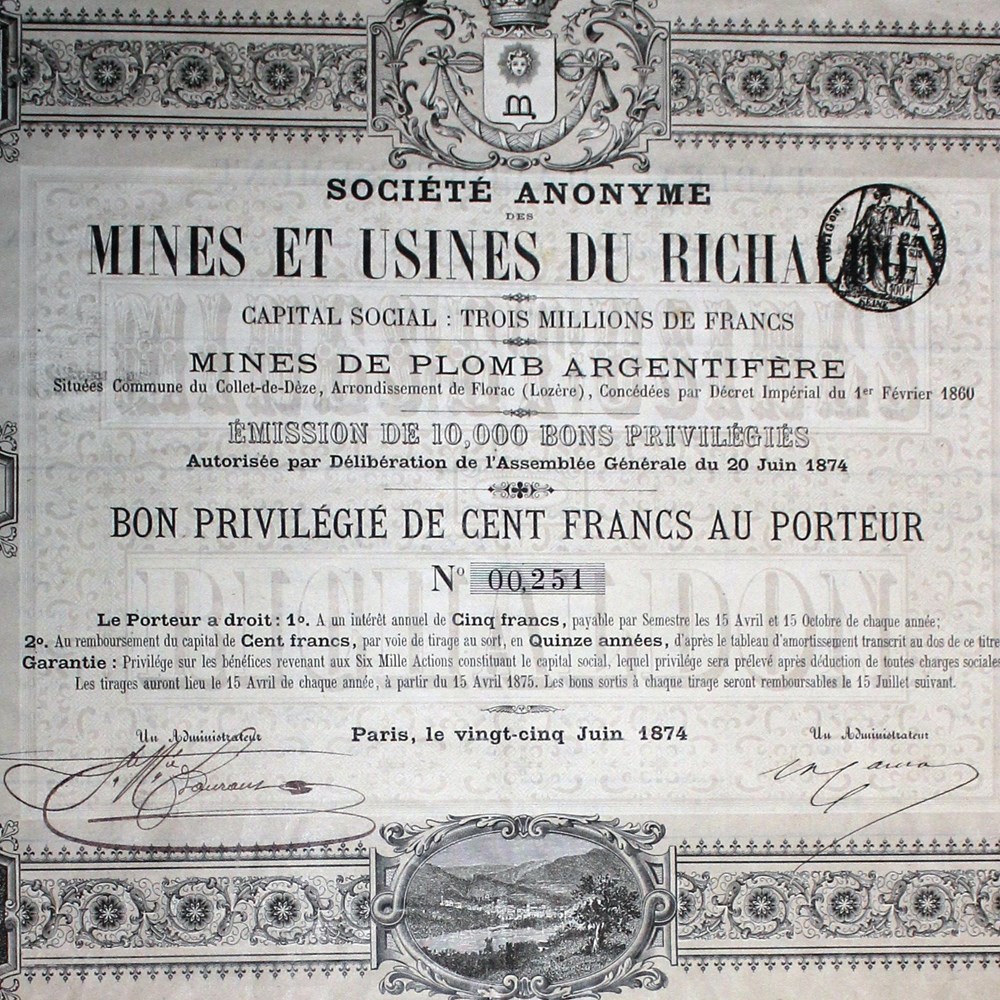 SOCIÉTÉ ANONYME
DES
MINES ET USINES DU
CAPITAL SOCIAL : TROIS MILLIONS DE FRANCS
MINES DE PLOMB ARGENTIFÈRE
Situées Commune du Collet-de-Dèze, Arrondissement de Florac (Lozère), Concédées par Décret Impérial du 1er Février 1860
ÉMISSION DE 10,000 BONS PRIVILÉGIÉS
Autorisée par Délibération de l'Assemblée Générale du 20 Juin 1874
BON PRIVILÉGIÉ DE CENT FRANCS AU PORTEUR
No 00,251
Le Porteur a droit : 1o. A un intérêt annuel de Cinq francs, payable par Semestre les 15 Avril et 15 Octobre de chaque année;
2o. Au remboursement du capital de Cent francs, par voie de tirage au sort, en Quinze années, d'après le tableau d'amortissement transcrit au dos de ce titre
Garantie : Privilège sur les bénéfices revenant aux Six Mille Actions constituant le capital social, lequel privilège sera prélevé après déduction de toutes charges sociales
Les tirages auront lieu le 15 Avril de chaque année, à partir du 15 Avril 1875. Les bons sortis à chaque tirage seront remboursables le 15 Juillet suivant.
Paris, le vingt-cinq Juin 1874
Un Administrateur
Un Administrateur